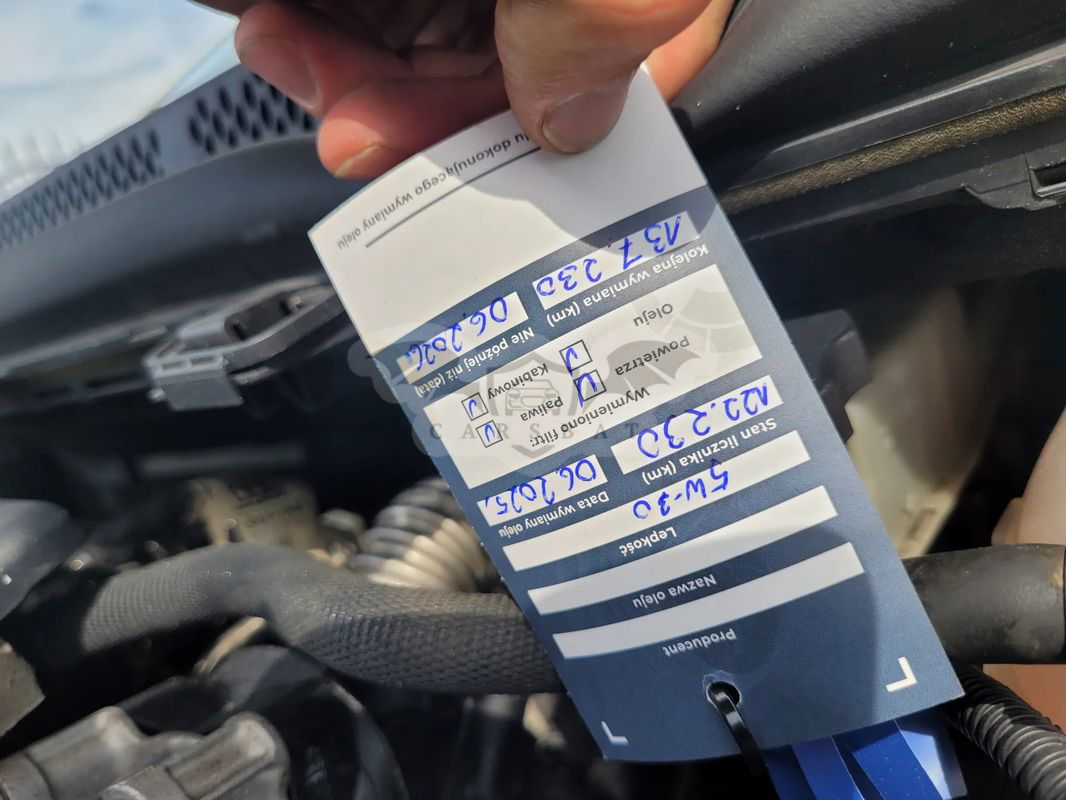 Producent
Nazwa oleju
Lepkość
5W-30
Stan licznika (km)
Data wymiany oleju
122.230
06.2025.
Wymieniono filtr:
Powietrza
Paliwa
Oleju
Kabinowy
Kolejna wymiana (km)
Nie później niż (data)
137.230
06.2026.
dokonującego wymiany oleju
CARSBAT